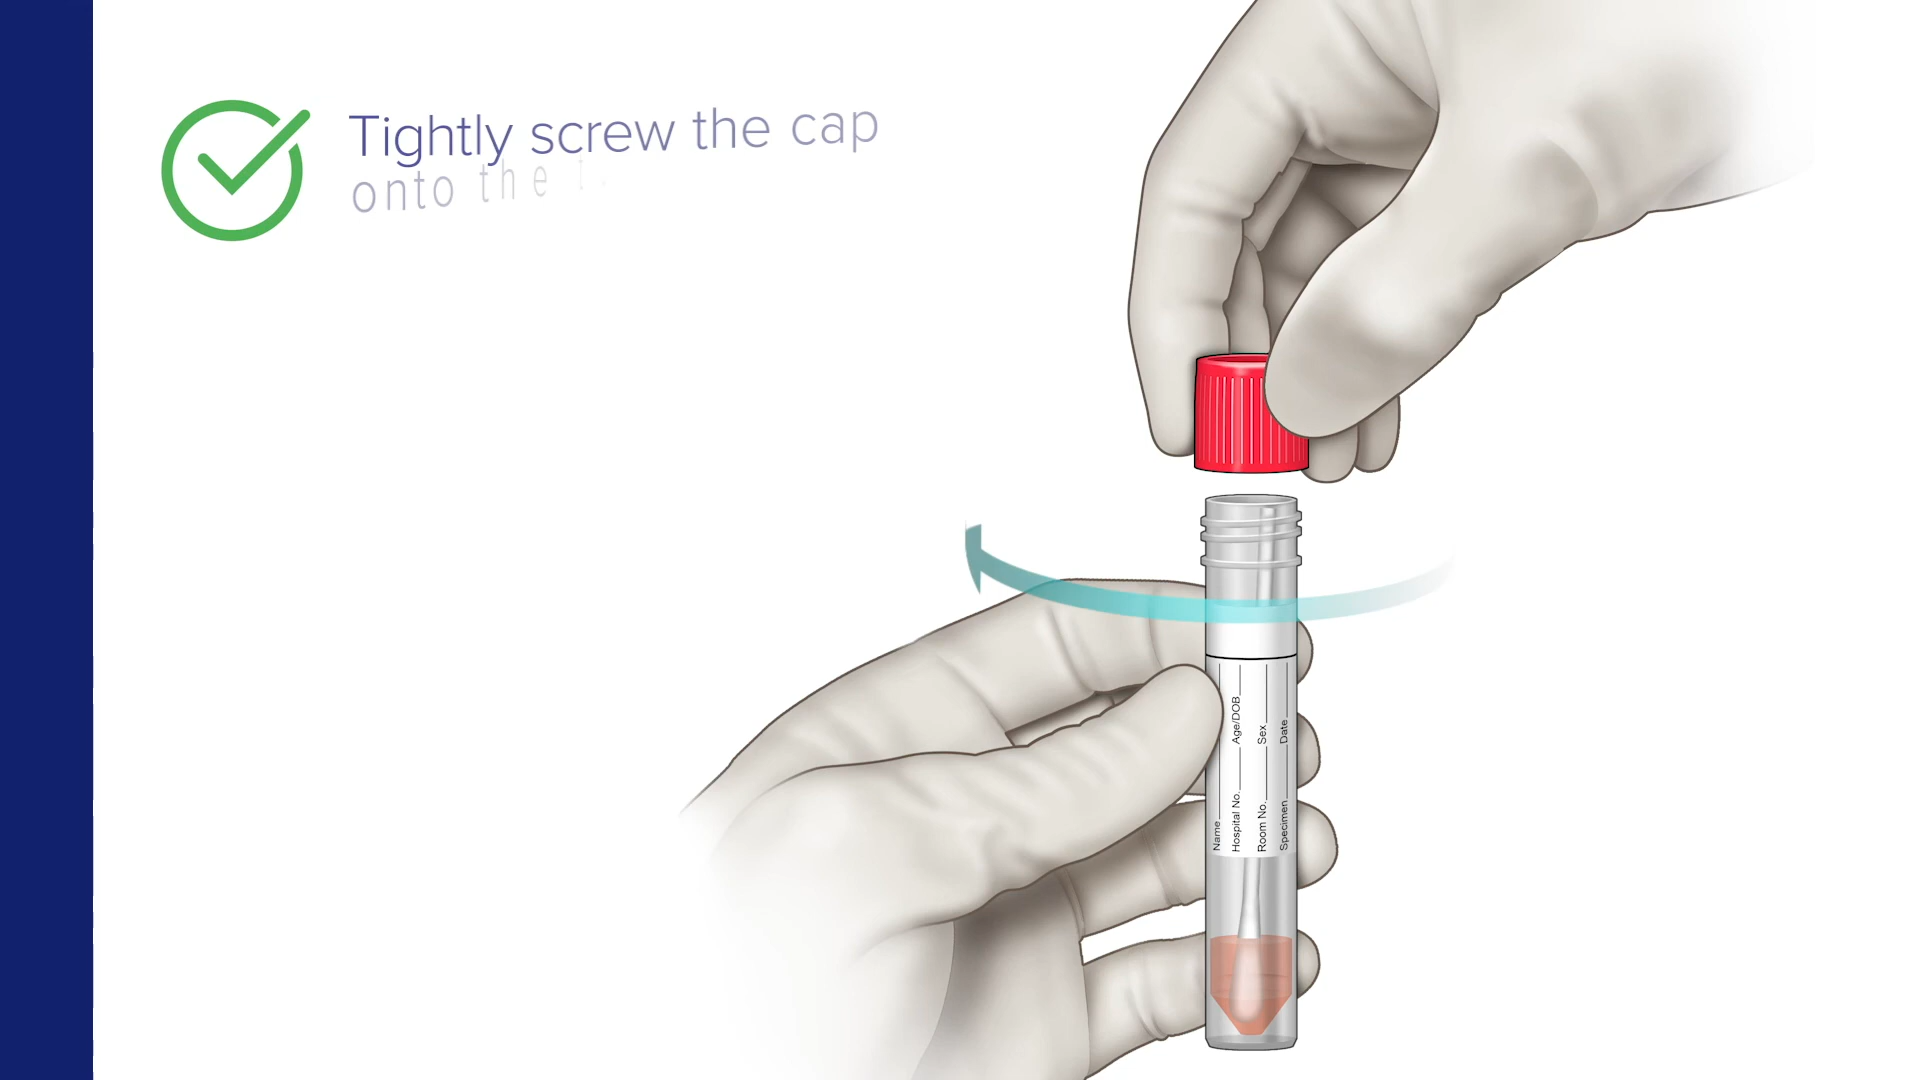 Tightly screw the cap
onto the
Name
Hospital No. Age/DOB
Room No. Sex
Specimen Date